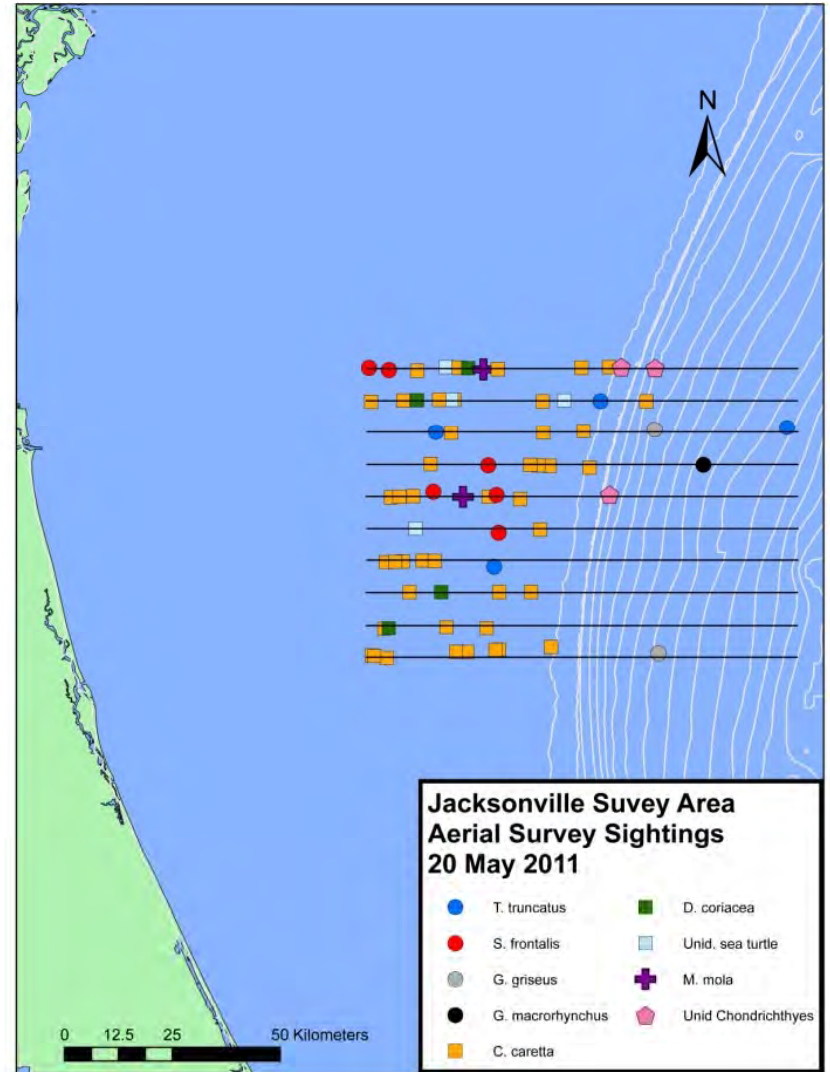 N
Jacksonville Suvey Area
Aerial Survey Sightings
20 May 2011
T. truncatus
S. frontalis
G. griseus
G. macrorhynchus
C. caretta
D. coriacea
Unid. sea turtle
M. mola
Unid Chondrichthyes
0 12.5 25 50 Kilometers